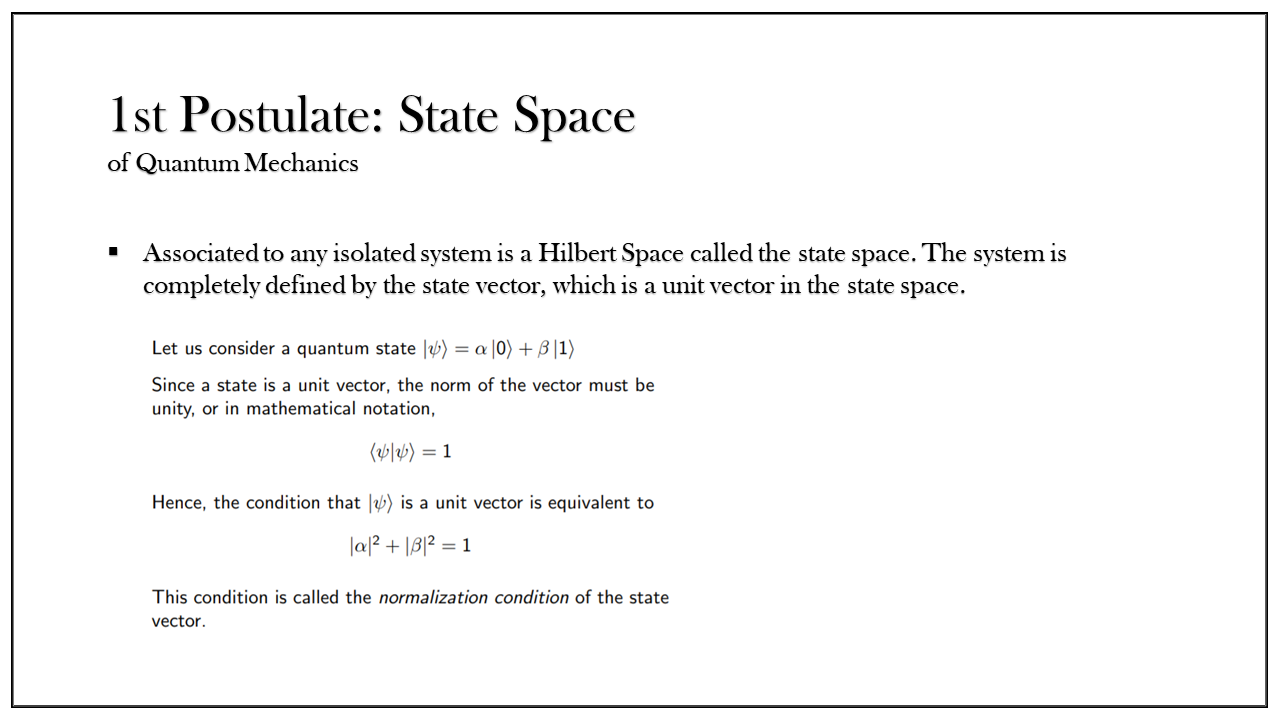 1st Postulate: State Space
of Quantum Mechanics
▪ Associated to any isolated system is a Hilbert Space called the state space. The system is
completely defined by the state vector, which is a unit vector in the state space.
Let us consider a quantum state |ψ⟩ = α|0⟩ + β|1⟩
Since a state is a unit vector, the norm of the vector must be
unity, or in mathematical notation,
⟨ψ|ψ⟩ = 1
Hence, the condition that |ψ⟩ is a unit vector is equivalent to
|α|² + |β|² = 1
This condition is called the normalization condition of the state
vector.